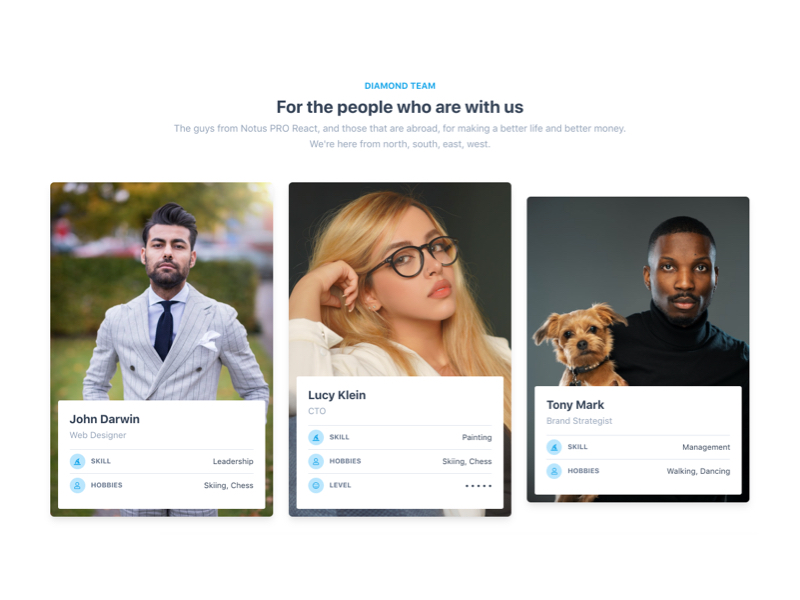 DIAMOND TEAM
For the people who are with us
The guys from Notus PRO React, and those that are abroad, for making a better life and better money.
We're here from north, south, east, west.
John Darwin
Web Designer
SKILL Leadership
HOBBIES Skiing, Chess
Lucy Klein
CTO
SKILL Painting
HOBBIES Skiing, Chess
LEVEL • • • • •
Tony Mark
Brand Strategist
SKILL Management
HOBBIES Walking, Dancing